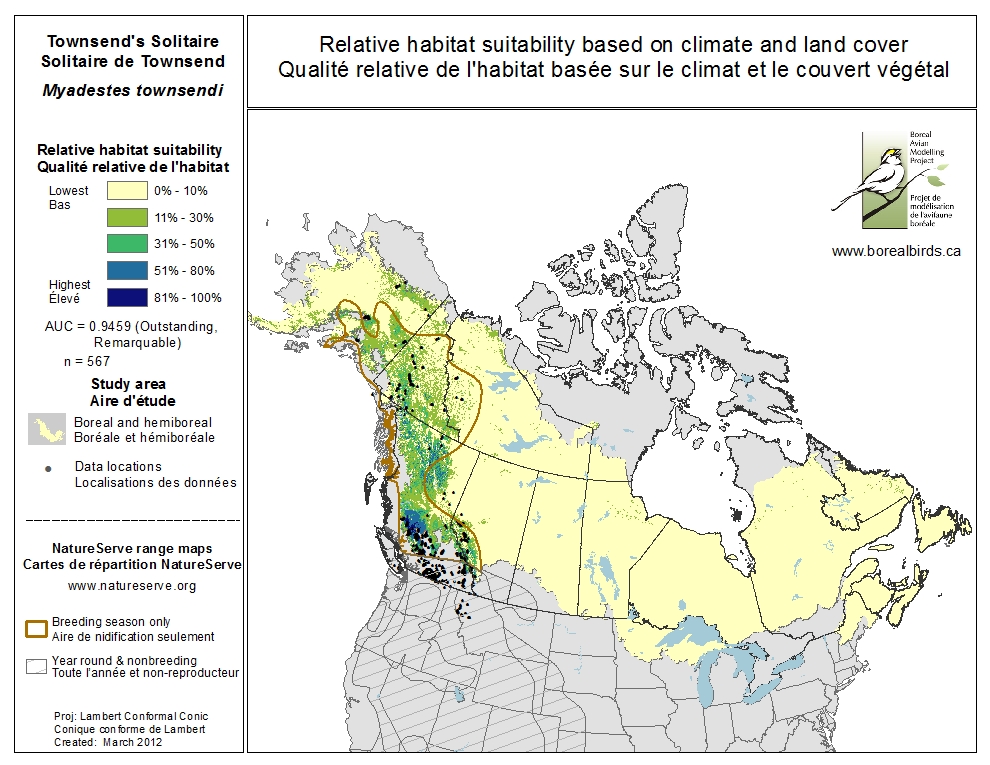 Townsend's Solitaire
Solitaire de Townsend
Myadestes townsendi
Relative habitat suitability
Qualité relative de l'habitat
Lowest
Bas
0% - 10%
11% - 30%
31% - 50%
51% - 80%
Highest
Élevé
81% - 100%
AUC = 0.9459 (Outstanding,
Remarquable)
n = 567
Study area
Aire d'étude
Boreal and hemiboreal
Boréale et hémiboréale
Data locations
Localisations des données
NatureServe range maps
Cartes de répartition NatureServe
www.natureserve.org
Breeding season only
Aire de nidification seulement
Year round & nonbreeding
Toute l'année et non-reproducteur
Proj: Lambert Conformal Conic
Conique conforme de Lambert
Created: March 2012
Relative habitat suitability based on climate and land cover
Qualité relative de l'habitat basée sur le climat et le couvert végétal
Boreal
Avian
Modelling
Project
Projet de
modélisation
de l'avifaune
boréale
www.borealbirds.ca